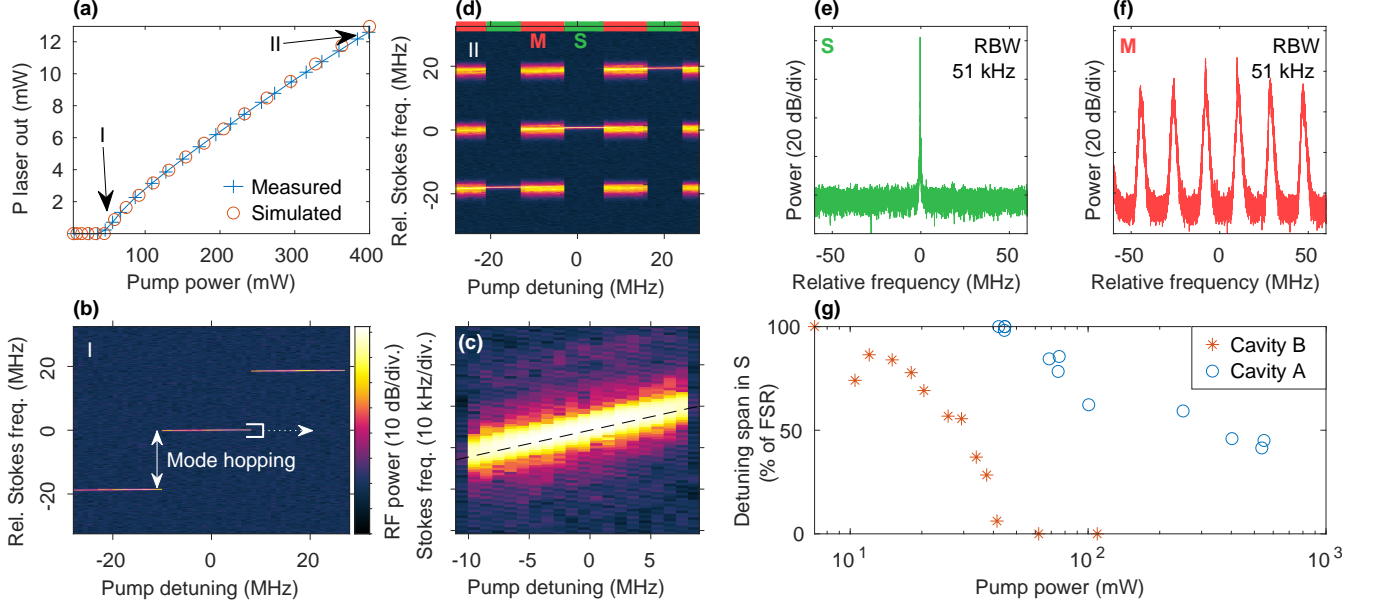 (a)
12
10
8
6
4
2
P laser out (mW)
I
II
Measured
Simulated
100
200
300
400
Pump power (mW)
(d)
II
M
S
20
0
-20
Rel. Stokes freq. (MHz)
-20
0
20
Pump detuning (MHz)
(e)
S
RBW
51 kHz
Power (20 dB/div)
-50
0
50
Relative frequency
(MHz)
(f)
M
RBW
51 kHz
Power (20 dB/div)
-50
0
50
Relative frequency
(MHz)
(b)
I
20
0
-20
Rel. Stokes freq. (MHz)
Mode hopping
-20
0
20
Pump detuning (MHz)
RF power (10 dB/div.)
(c)
Stokes freq. (10 kHz/div.)
-10
-5
0
5
Pump detuning (MHz)
(g)
100
50
0
Detuning span in S
(% of FSR)
Cavity B
Cavity A
10^1
10^2
10^3
Pump power (mW)